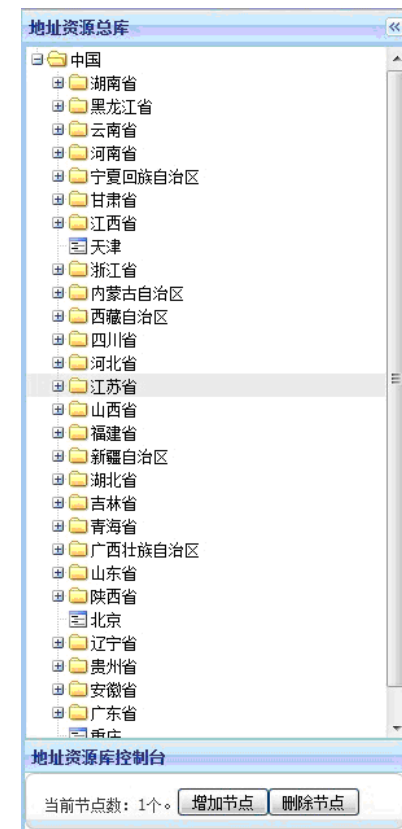 地址资源总库
中国
湖南省
黑龙江省
云南省
河南省
宁夏回族自治区
甘肃省
江西省
天津
浙江省
内蒙古自治区
西藏自治区
四川省
河北省
江苏省
山西省
福建省
新疆自治区
湖北省
吉林省
青海省
广西壮族自治区
山东省
陕西省
北京
辽宁省
贵州省
安徽省
广东省
重庆
地址资源库控制台
当前节点数：1个。 增加节点 删除节点